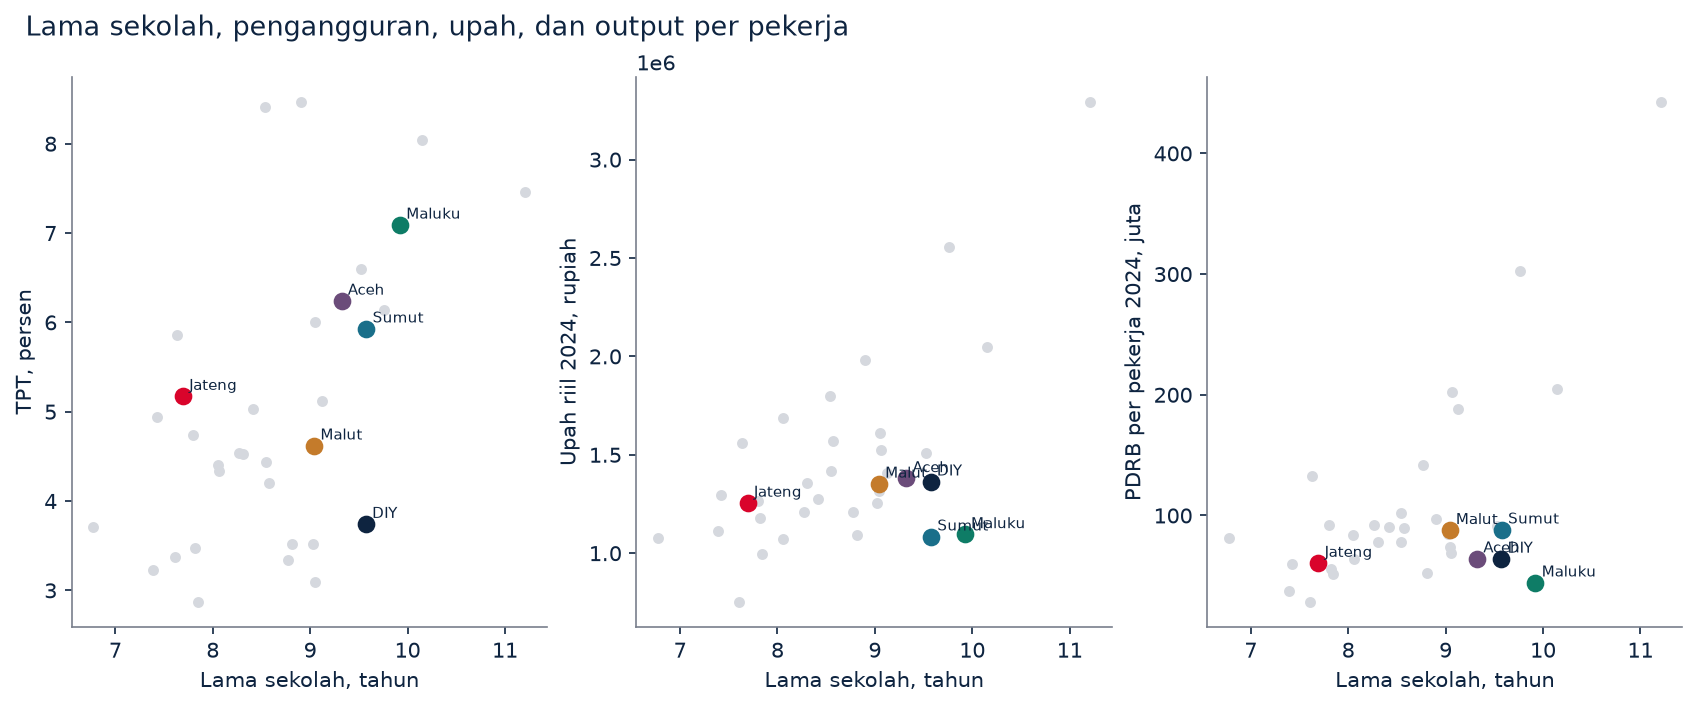 Lama sekolah, pengangguran, upah, dan output per pekerja
TPT, persen
8
7
6
5
4
3
Maluku
Aceh
Sumut
Jateng
Malut
DIY
7 8 9 10 11
Lama sekolah, tahun
1e6
Upah riil 2024, rupiah
3.0
2.5
2.0
1.5
1.0
Jateng
Malut
Aceh
DIY
Sumut
Maluku
7 8 9 10 11
Lama sekolah, tahun
PDRB per pekerja 2024, juta
400
300
200
100
Malut
Sumut
Jateng
Aceh
DIY
Maluku
7 8 9 10 11
Lama sekolah, tahun